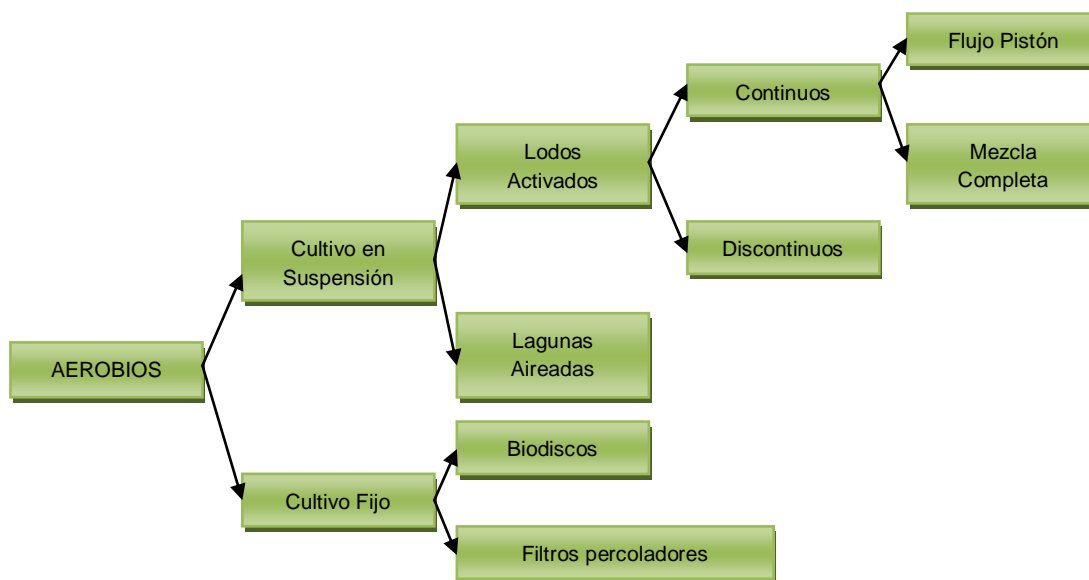 Flujo Pistón
Continuos
Mezcla
Completa
Lodos
Activados
Discontinuos
Cultivo en
Suspensión
Lagunas
Aireadas
AEROBIOS
Biodiscos
Cultivo Fijo
Filtros percoladores